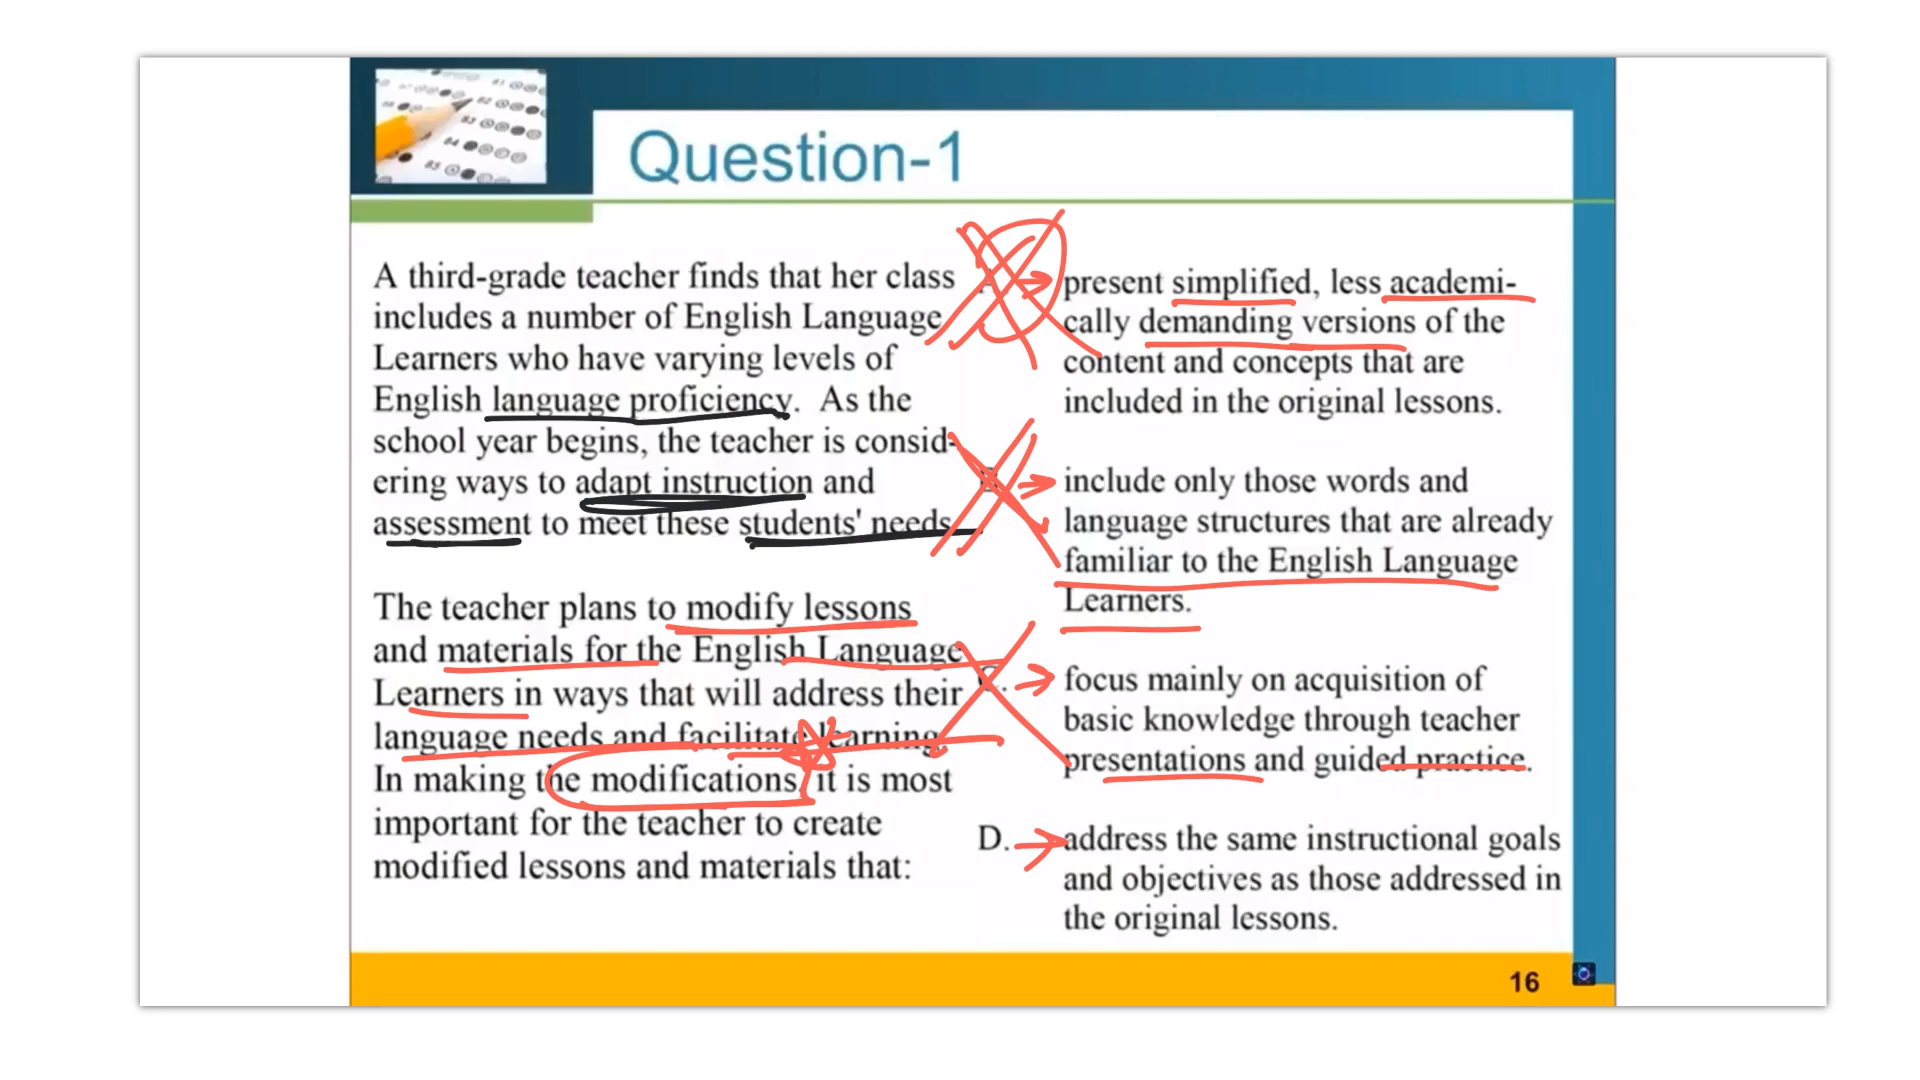 Question-1
A third-grade teacher finds that her class
includes a number of English Language
Learners who have varying levels of
English language proficiency. As the
school year begins, the teacher is consid-
ering ways to adapt instruction and
assessment to meet these students' needs.
The teacher plans to modify lessons
and materials for the English Language
Learners in ways that will address their
language needs and facilitate learning.
In making the modifications, it is most
important for the teacher to create
modified lessons and materials that:
A. present simplified, less academi-
cally demanding versions of the
content and concepts that are
included in the original lessons.
B. include only those words and
language structures that are already
familiar to the English Language
Learners.
C. focus mainly on acquisition of
basic knowledge through teacher
presentations and guided practice.
D. address the same instructional goals
and objectives as those addressed in
the original lessons.
16